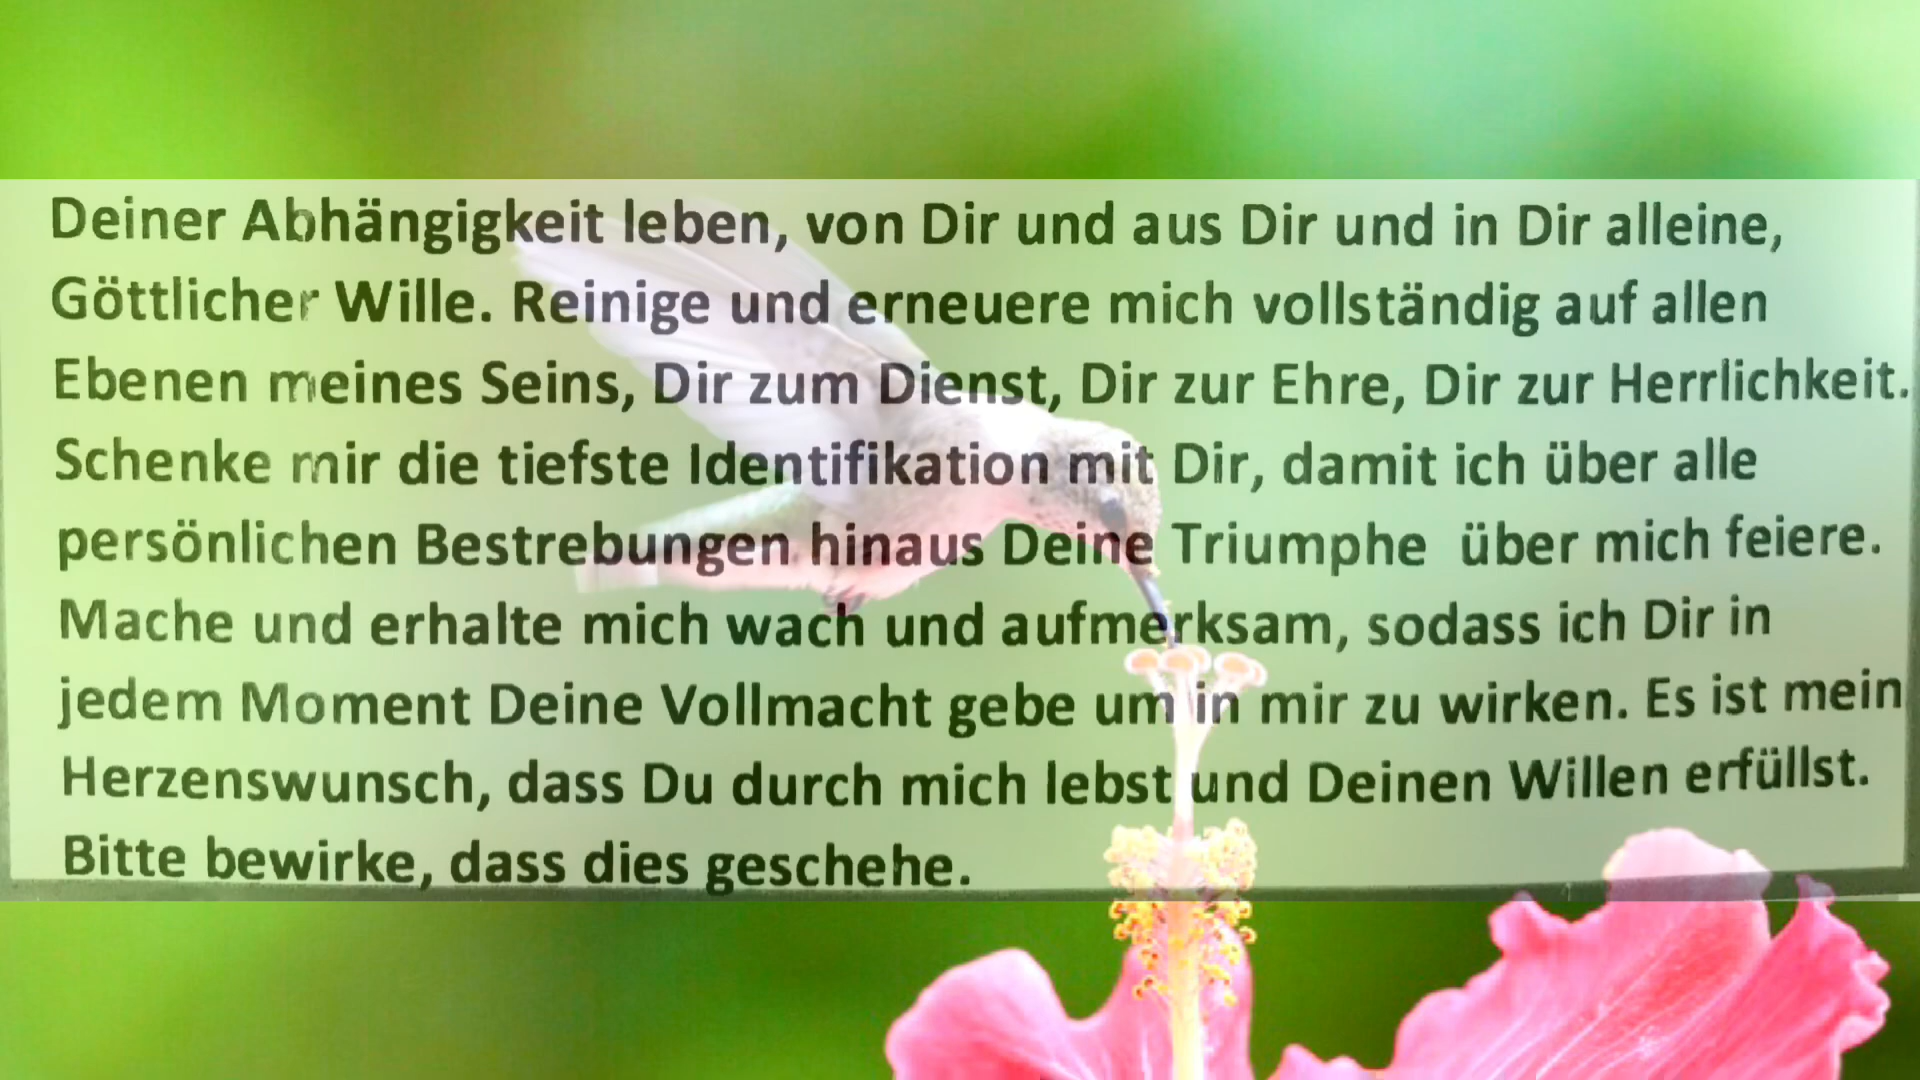 Deiner Abhängigkeit leben, von Dir und aus Dir und in Dir alleine,
Göttlicher Wille. Reinige und erneuere mich vollständig auf allen
Ebenen meines Seins, Dir zum Dienst, Dir zur Ehre, Dir zur Herrlichkeit.
Schenke mir die tiefste Identifikation mit Dir, damit ich über alle
persönlichen Bestrebungen hinaus Deine Triumphe über mich feiere.
Mache und erhalte mich wach und aufmerksam, sodass ich Dir in
jedem Moment Deine Vollmacht gebe um in mir zu wirken. Es ist mein
Herzenswunsch, dass Du durch mich lebst und Deinen Willen erfüllst.
Bitte bewirke, dass dies geschehe.